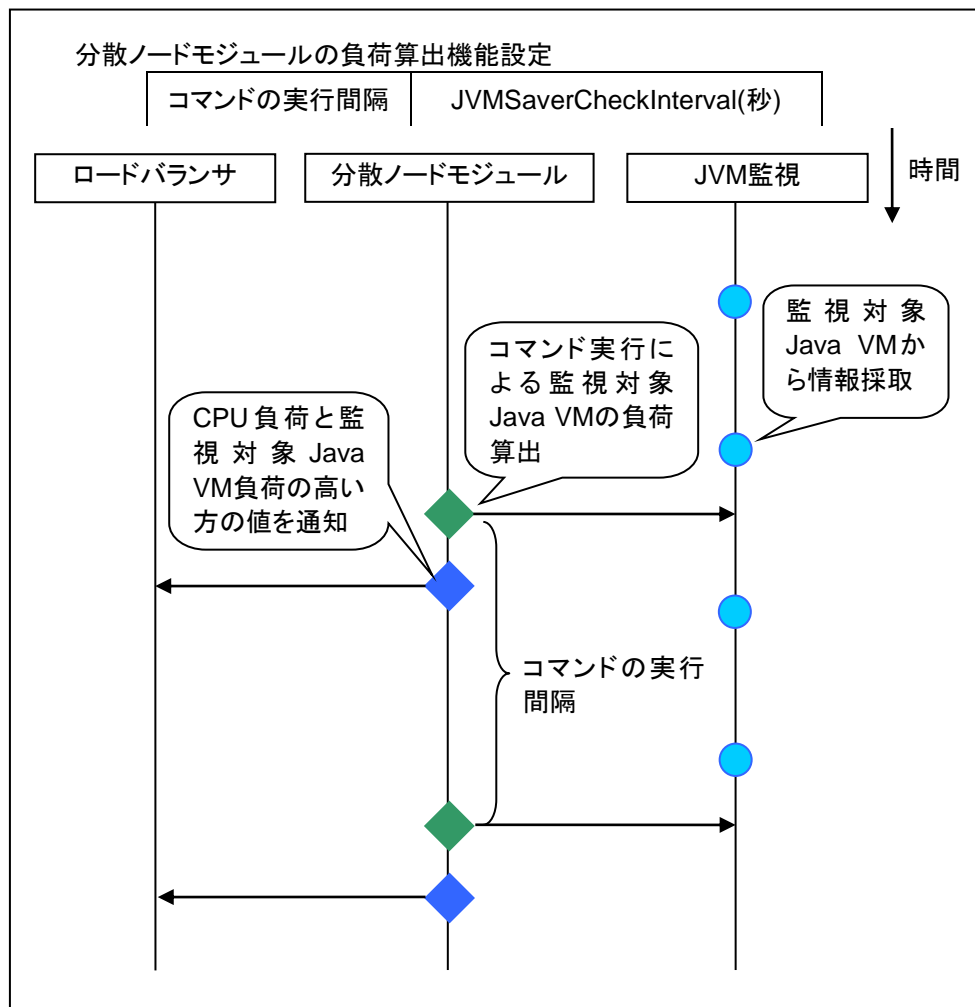 分散ノードモジュールの負荷算出機能設定
コマンドの実行間隔
JVMSaverCheckInterval(秒)
ロードバランサ
分散ノードモジュール
JVM監視
時間
監視対象
Java VMか
ら情報採取
コマンド実行に
よる監視対象
Java VMの負荷
算出
CPU負荷と監
視対象Java
VM負荷の高い
方の値を通知
コマンドの実行
間隔